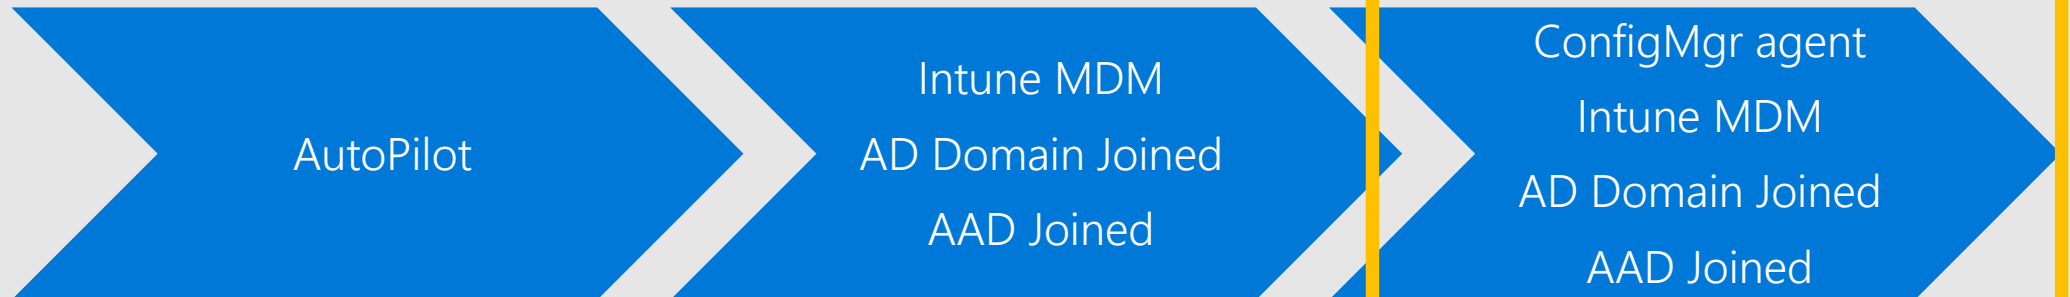 AutoPilot
Intune MDM
AD Domain Joined
AAD Joined
ConfigMgr agent
Intune MDM
AD Domain Joined
AAD Joined